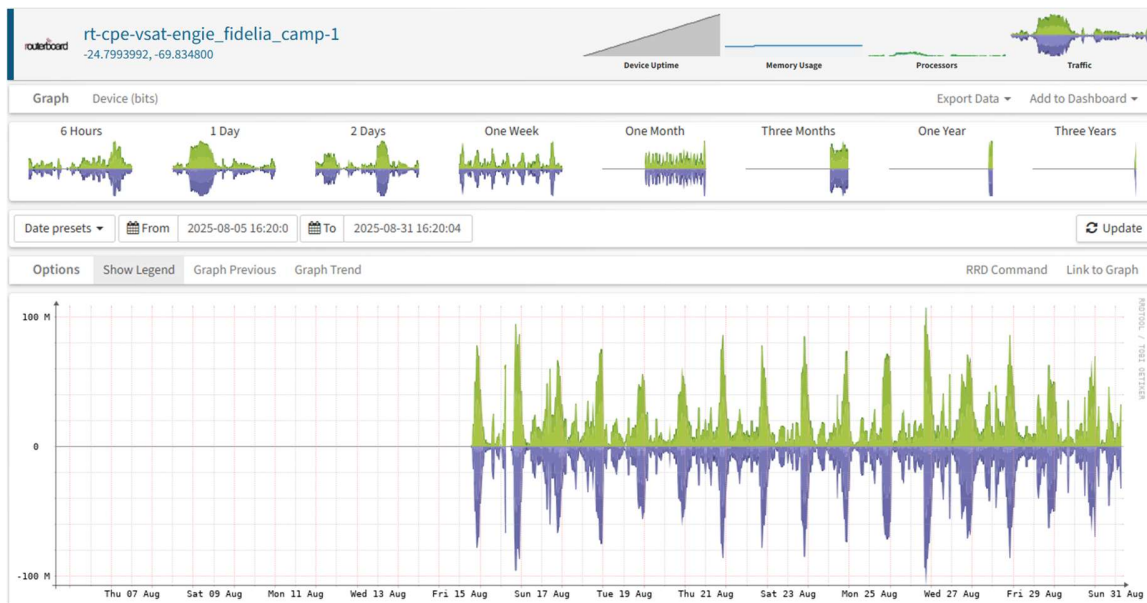 routerboard
rt-cpe-vsat-engie_fidelia_camp-1
-24.7993992, -69.834800
Device Uptime
Memory Usage
Processors
Traffic
Graph
Device (bits)
Export Data
Add to Dashboard
6 Hours
1 Day
2 Days
One Week
One Month
Three Months
One Year
Three Years
Date presets
From
2025-08-05 16:20:0
To
2025-08-31 16:20:04
Update
Options
Show Legend
Graph Previous
Graph Trend
RRD Command
Link to Graph
100 M
0
-100 M
Thu 07 Aug
Sat 09 Aug
Mon 11 Aug
Wed 13 Aug
Fri 15 Aug
Sun 17 Aug
Tue 19 Aug
Thu 21 Aug
Sat 23 Aug
Mon 25 Aug
Wed 27 Aug
Fri 29 Aug
Sun 31 Aug
RRDTOOL / TOBI OETIKER